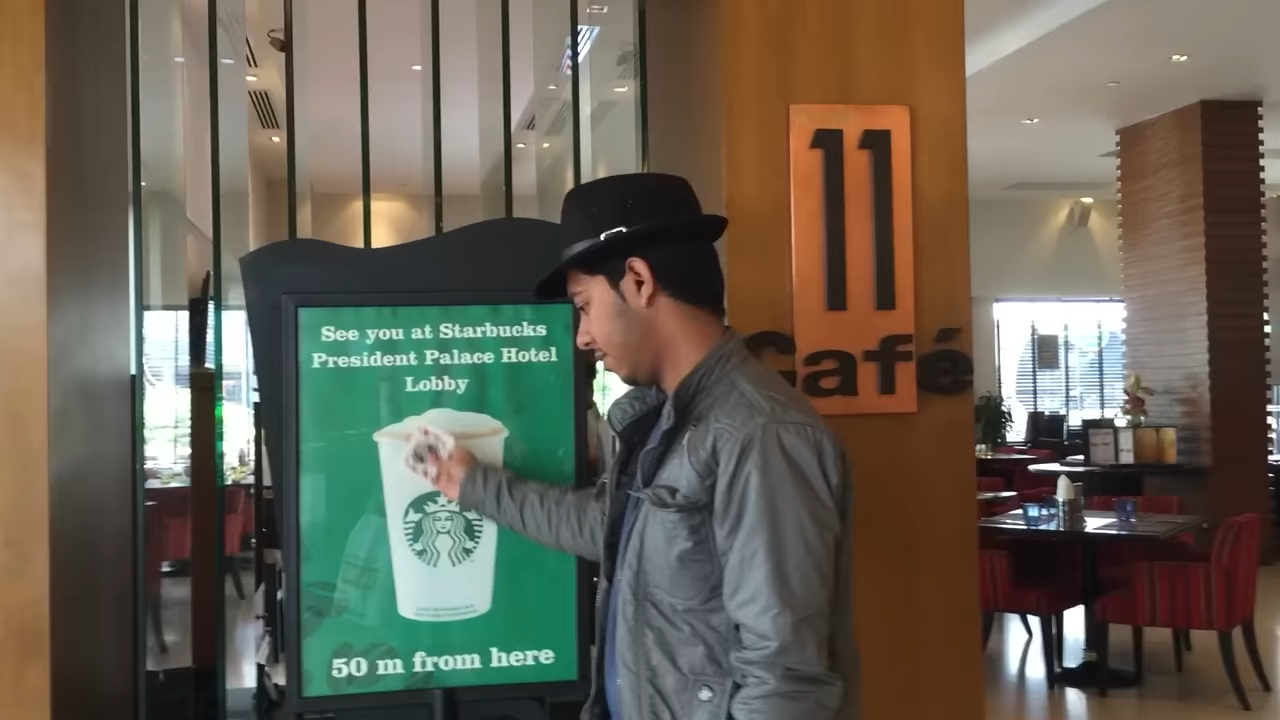 See you at Starbucks
President Palace Hotel
Lobby
50 m from here
11
Café